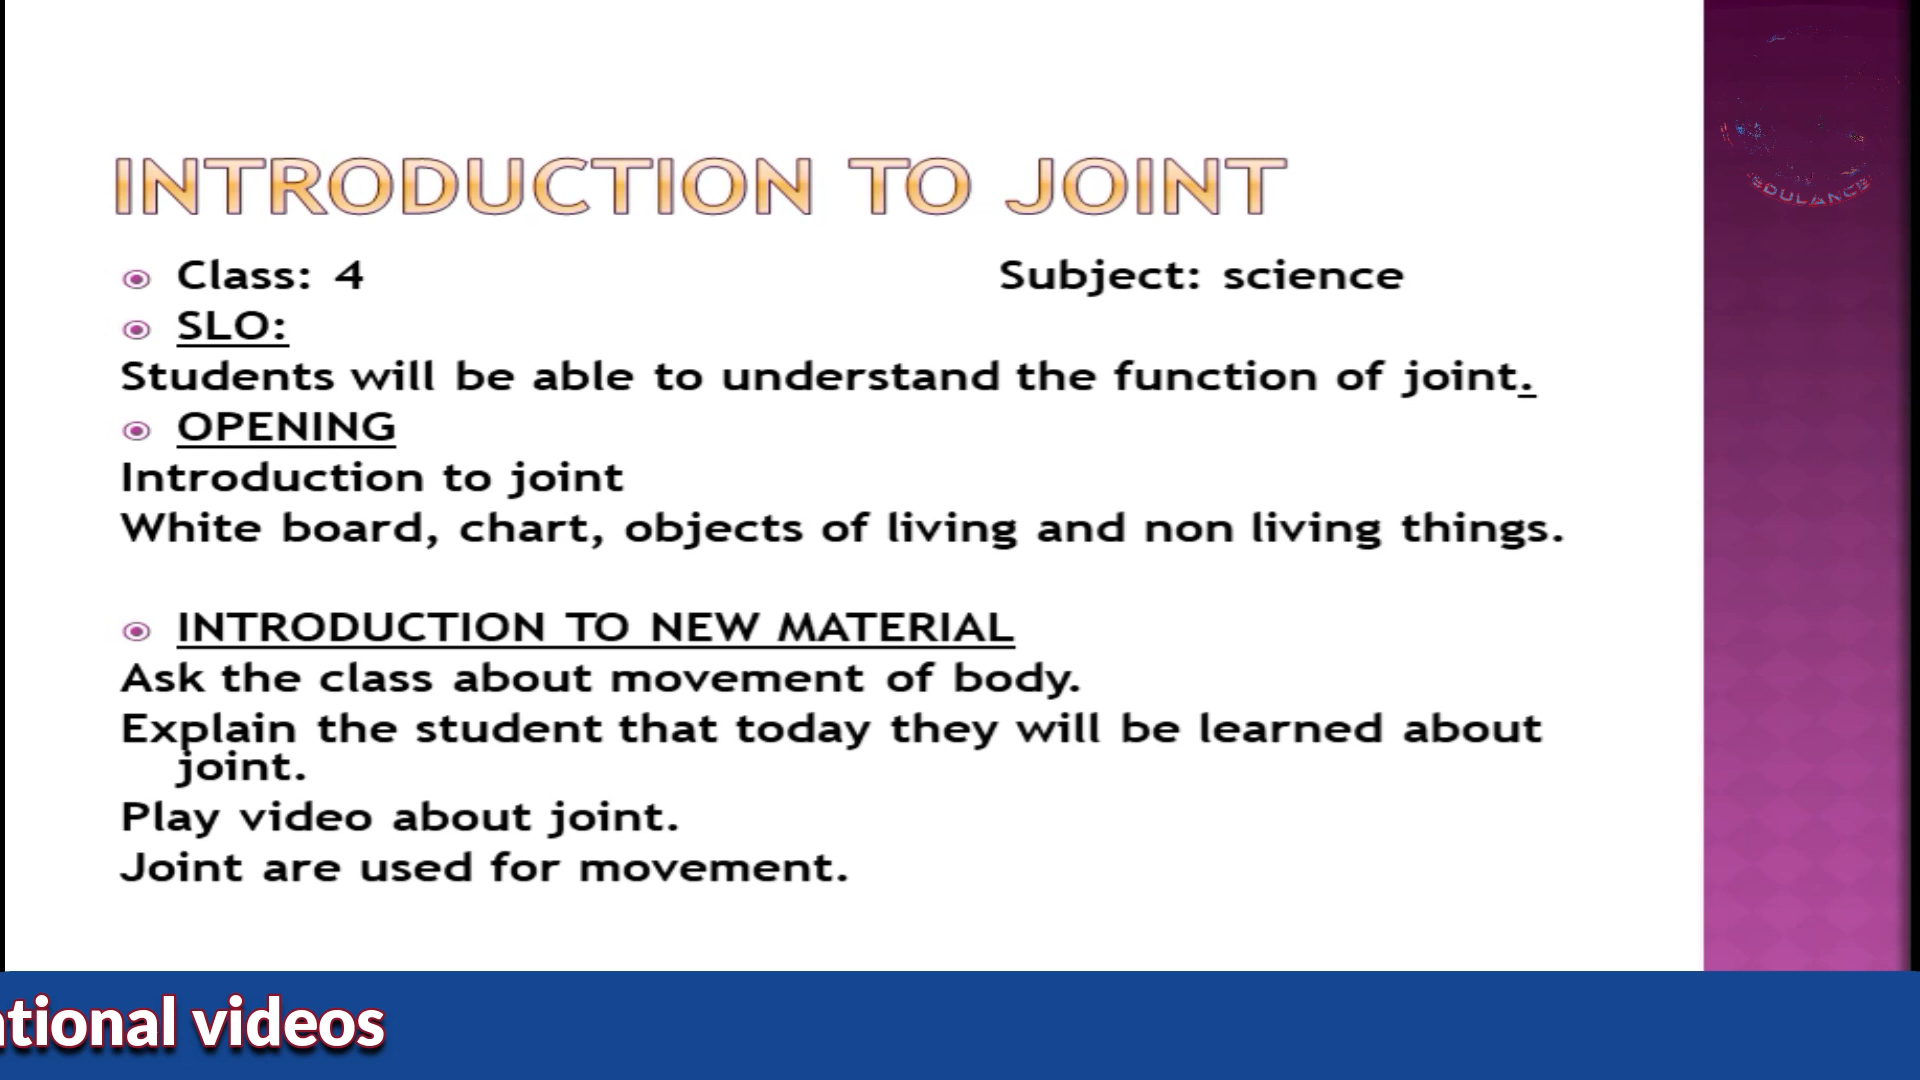 INTRODUCTION TO JOINT
Class: 4 Subject: science
SLO:
Students will be able to understand the function of joint.
OPENING
Introduction to joint
White board, chart, objects of living and non living things.
INTRODUCTION TO NEW MATERIAL
Ask the class about movement of body.
Explain the student that today they will be learned about
joint.
Play video about joint.
Joint are used for movement.
videos